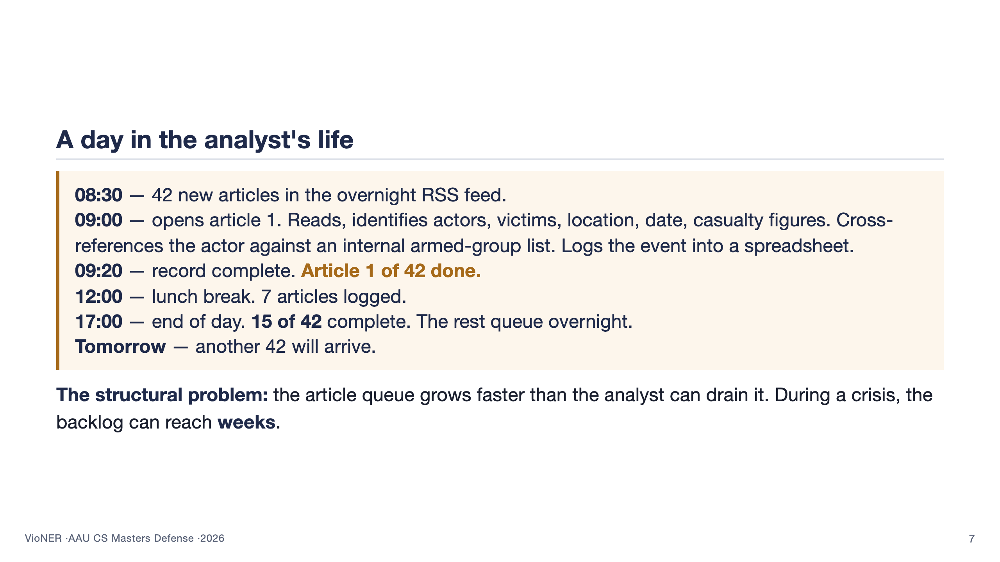 A day in the analyst's life
08:30 — 42 new articles in the overnight RSS feed.
09:00 — opens article 1. Reads, identifies actors, victims, location, date, casualty figures. Cross-
references the actor against an internal armed-group list. Logs the event into a spreadsheet.
09:20 — record complete. Article 1 of 42 done.
12:00 — lunch break. 7 articles logged.
17:00 — end of day. 15 of 42 complete. The rest queue overnight.
Tomorrow — another 42 will arrive.
The structural problem: the article queue grows faster than the analyst can drain it. During a crisis, the
backlog can reach weeks.
VioNER ·AAU CS Masters Defense ·2026
7